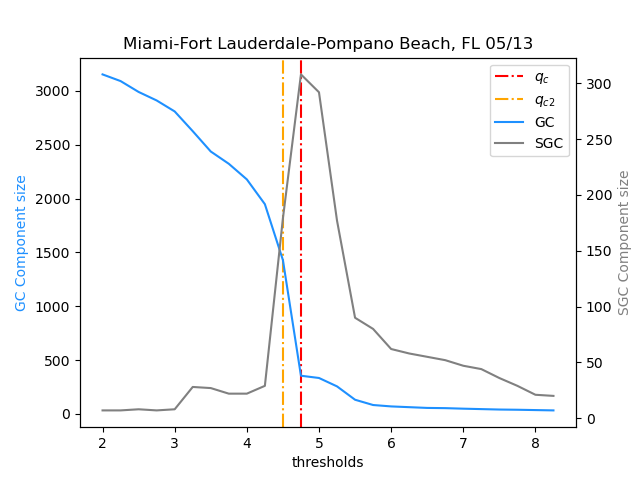 Miami-Fort Lauderdale-Pompano Beach, FL 05/13
GC Component size
3000
2500
2000
1500
1000
500
0
2 3 4 5 6 7 8
thresholds
300
250
200
150
100
50
0
SGC Component size
q_c
q_{c2}
GC
SGC